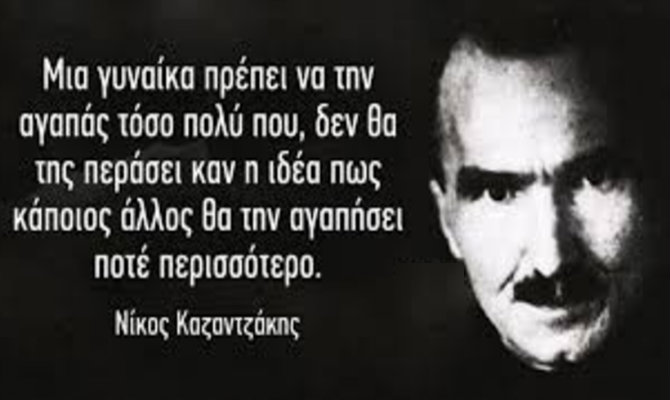 Μια γυναίκα πρέπει να την
αγαπάς τόσο πολύ που, δεν θα
της περάσει καν η ιδέα πως
κάποιος άλλος θα την αγαπήσει
ποτέ περισσότερο.
Νίκος Καζαντζάκης